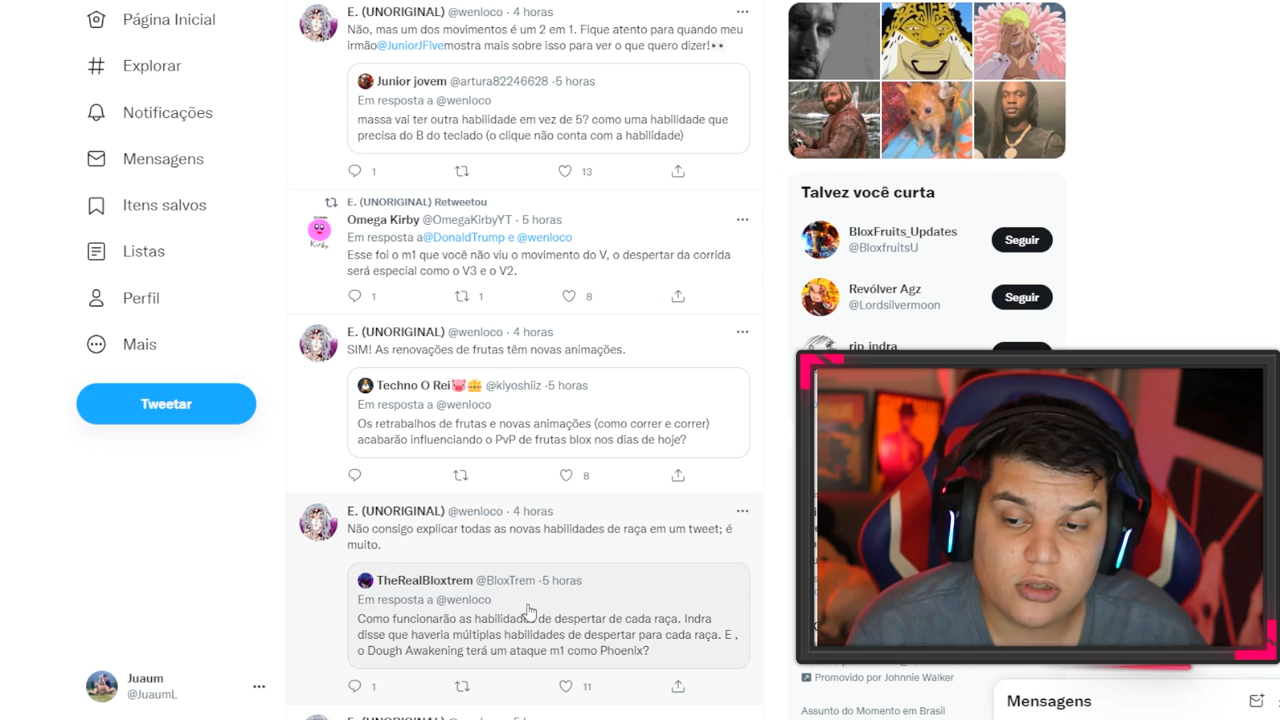 Página Inicial
Explorar
Notificações
Mensagens
Itens salvos
Listas
Perfil
Mais
Tweetar
Juaum
@JuaumL
E. (UNORIGINAL) @wenloco · 4 horas
Não, mas um dos movimentos é um 2 em 1. Fique atento para quando meu
irmão@JuniorJFivemostra mais sobre isso para ver o que quero dizer!👀
Junior jovem @artura82246628 ·5 horas
Em resposta a @wenloco
massa vai ter outra habilidade em vez de 5? como uma habilidade que
precisa do B do teclado (o clique não conta com a habilidade)
1 13
E. (UNORIGINAL) Retweetou
Omega Kirby @OmegaKirbyYT · 5 horas
Em resposta a@DonaldTrump e @wenloco
Esse foi o m1 que você não viu o movimento do V, o despertar da corrida
será especial como o V3 e o V2.
1 1 8
E. (UNORIGINAL) @wenloco · 4 horas
SIM! As renovações de frutas têm novas animações.
Techno O Rei🐷👑 @kiyoshiiz ·5 horas
Em resposta a @wenloco
Os retrabalhos de frutas e novas animações (como correr e correr)
acabarão influenciando o PvP de frutas blox nos dias de hoje?
8
E. (UNORIGINAL) @wenloco · 4 horas
Não consigo explicar todas as novas habilidades de raça em um tweet; é
muito.
TheRealBloxtrem @BloxTrem ·5 horas
Em resposta a @wenloco
Como funcionarão as habilidades de despertar de cada raça. Indra
disse que haveria múltiplas habilidades de despertar para cada raça. E ,
o Dough Awakening terá um ataque m1 como Phoenix?
1 11
Talvez você curta
BloxFruits_Updates
@BloxfruitsU
Seguir
Revólver Agz
@Lordsilvermoon
Seguir
rip_indra
Promovido por Johnnie Walker
Assunto do Momento em Brasil
Mensagens